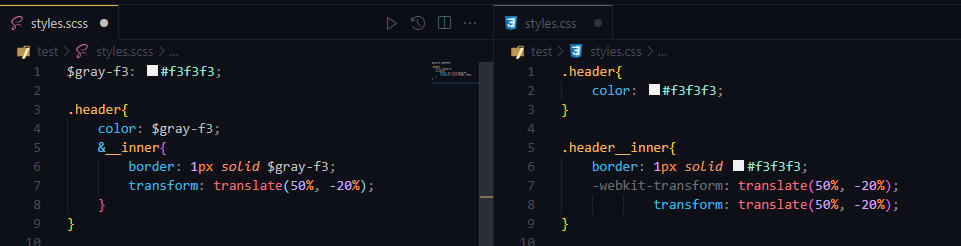 styles.scss
test > styles.scss > ...
1 $gray-f3: #f3f3f3;
2
3 .header{
4 color: $gray-f3;
5 &__inner{
6 border: 1px solid $gray-f3;
7 transform: translate(50%, -20%);
8 }
9 }
10
styles.css
test > styles.css > ...
1 .header{
2 color: #f3f3f3;
3 }
4
5 .header__inner{
6 border: 1px solid #f3f3f3;
7 -webkit-transform: translate(50%, -20%);
8 transform: translate(50%, -20%);
9 }
10